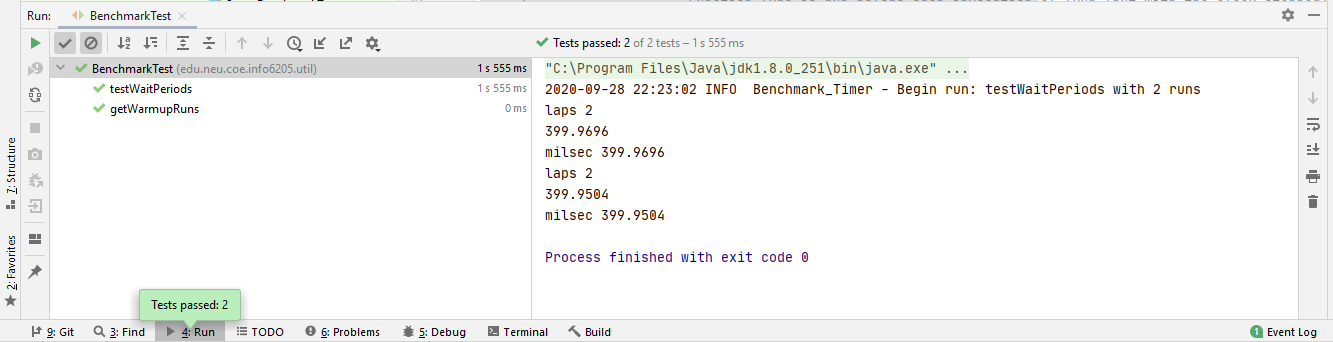 Run:
BenchmarkTest
Tests passed: 2 of 2 tests – 1 s 555 ms
BenchmarkTest (edu.neu.coe.info6205.util) 1 s 555 ms
testWaitPeriods 1 s 555 ms
getWarmupRuns 0 ms
"C:\Program Files\Java\jdk1.8.0_251\bin\java.exe" ...
2020-09-28 22:23:02 INFO  Benchmark_Timer - Begin run: testWaitPeriods with 2 runs
laps 2
399.9696
milsec 399.9696
laps 2
399.9504
milsec 399.9504
Process finished with exit code 0
7: Structure
2: Favorites
Tests passed: 2
9: Git
3: Find
4: Run
TODO
6: Problems
5: Debug
Terminal
Build
1 Event Log